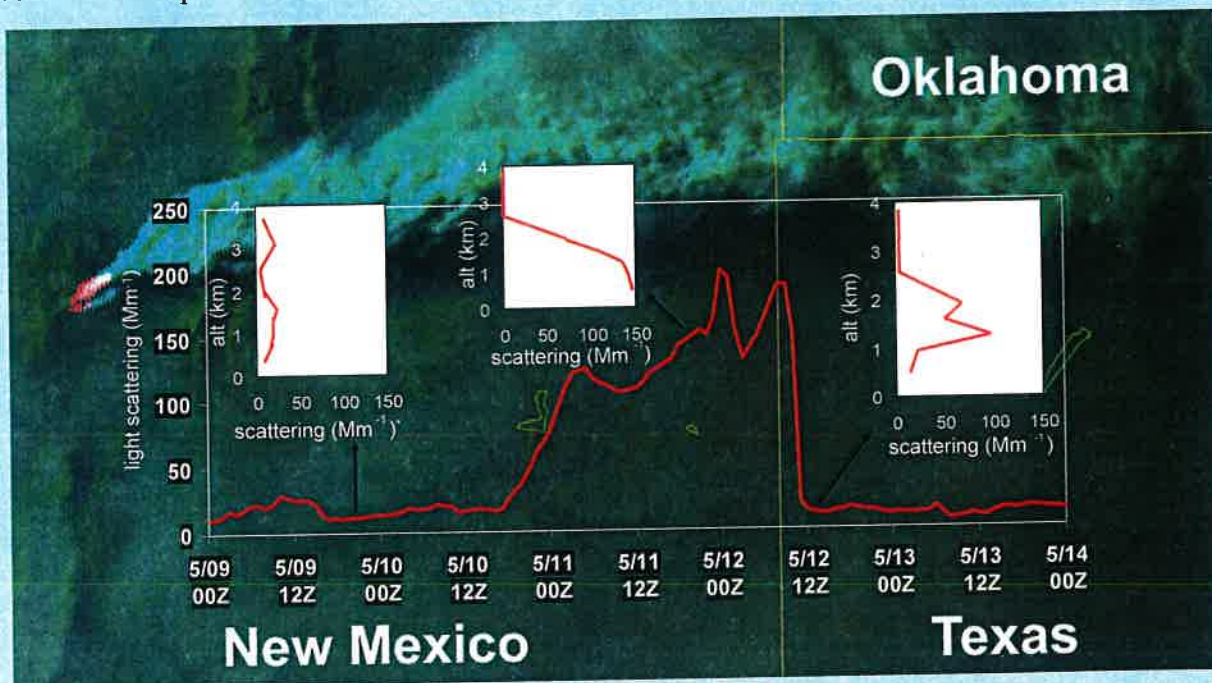 Oklahoma
250
200
150
100
50
0
light scattering (Mm⁻¹)
4
3
2
1
0
alt (km)
0 50 100 150
scattering (Mm⁻¹)
4
3
2
1
0
alt (km)
0 50 100 150
scattering (Mm⁻¹)
4
3
2
1
0
alt (km)
0 50 100 150
scattering (Mm⁻¹)
5/09 5/09 5/10 5/10 5/11 5/11 5/12 5/12 5/13 5/13 5/14
00Z 12Z 00Z 12Z 00Z 12Z 00Z 12Z 00Z 12Z 00Z
New Mexico
Texas